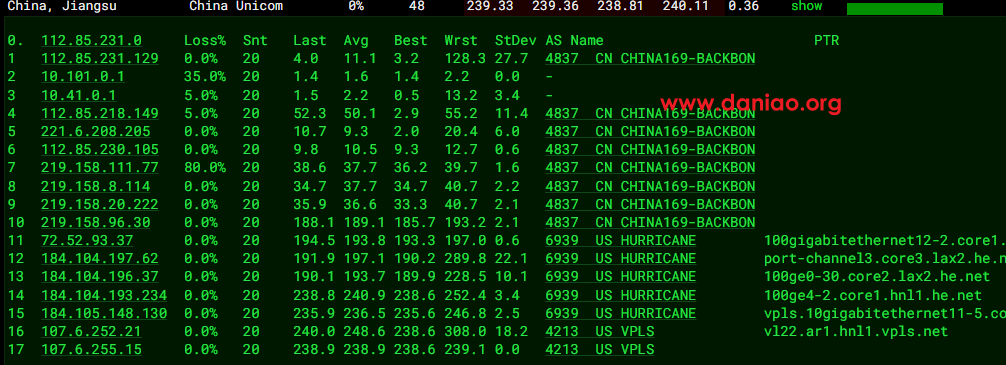 China, Jiangsu China Unicom 0% 48 239.33 239.36 238.81 240.11 0.36 show
0. 112.85.231.0 Loss% Snt Last Avg Best Wrst StDev AS Name PTR
1 112.85.231.129 0.0% 20 4.0 11.1 3.2 128.3 27.7 4837 CN CHINA169-BACKBON
2 10.101.0.1 35.0% 20 1.4 1.6 1.4 2.2 0.0 -
3 10.41.0.1 5.0% 20 1.5 2.2 0.5 13.2 3.4 -
www.daniao.org
4 112.85.218.149 5.0% 20 52.3 50.1 2.9 55.2 11.4 4837 CN CHINA169-BACKBON
5 221.6.208.205 0.0% 20 10.7 9.3 2.0 20.4 6.0 4837 CN CHINA169-BACKBON
6 112.85.230.105 0.0% 20 9.8 10.5 9.3 12.7 0.6 4837 CN CHINA169-BACKBON
7 219.158.111.77 80.0% 20 38.6 37.7 36.2 39.7 1.6 4837 CN CHINA169-BACKBON
8 219.158.8.114 0.0% 20 34.7 37.7 34.7 40.7 2.2 4837 CN CHINA169-BACKBON
9 219.158.20.222 0.0% 20 35.9 36.6 33.3 40.7 2.1 4837 CN CHINA169-BACKBON
10 219.158.96.30 0.0% 20 188.1 189.1 185.7 193.2 2.1 4837 CN CHINA169-BACKBON
11 72.52.93.37 0.0% 20 194.5 193.8 193.3 197.0 0.6 6939 US HURRICANE 100gigabitethernet12-2.core1.
12 184.104.197.62 0.0% 20 191.9 197.1 190.2 289.8 22.1 6939 US HURRICANE port-channel3.core3.lax2.he.n
13 184.104.196.37 0.0% 20 190.1 193.7 189.9 228.5 10.1 6939 US HURRICANE 100ge0-30.core2.lax2.he.net
14 184.104.193.234 0.0% 20 238.8 240.9 238.6 252.4 3.4 6939 US HURRICANE 100ge4-2.core1.hnl1.he.net
15 184.105.148.130 0.0% 20 235.9 236.5 235.6 246.8 2.5 6939 US HURRICANE vpls.10gigabitethernet11-5.co
16 107.6.252.21 0.0% 20 240.0 248.6 238.6 308.0 18.2 4213 US VPLS vl22.ar1.hnl1.vpls.net
17 107.6.255.15 0.0% 20 238.9 238.9 238.6 239.1 0.0 4213 US VPLS